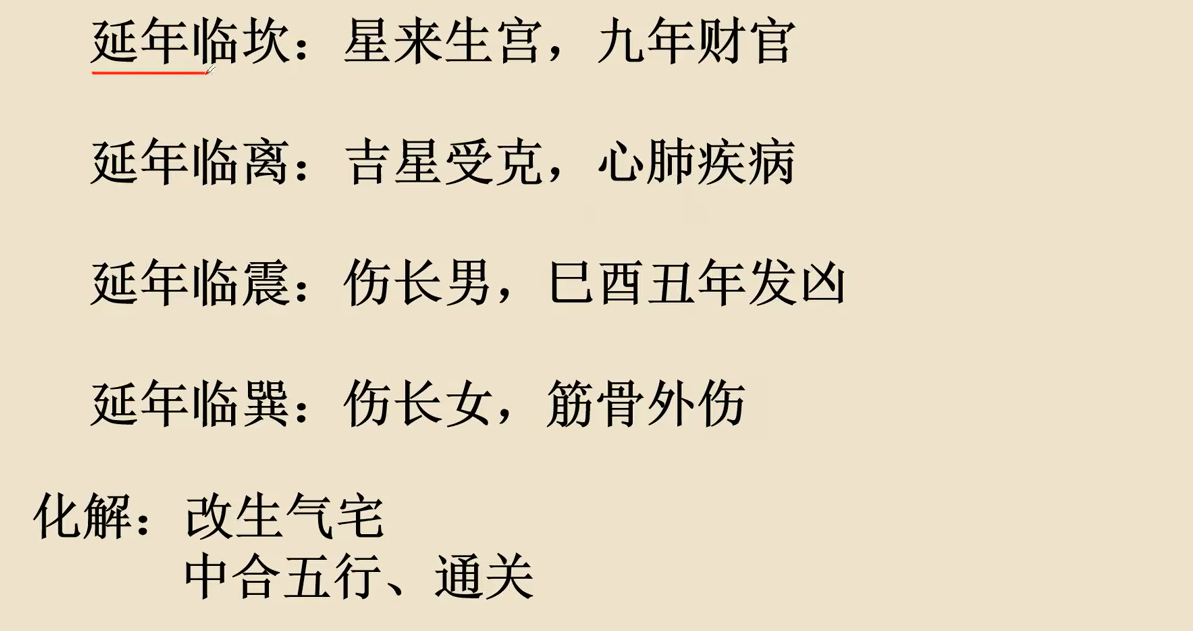 延年临坎：星来生宫，九年财官
延年临离：吉星受克，心肺疾病
延年临震：伤长男，巳酉丑年发凶
延年临巽：伤长女，筋骨外伤
化解：改生气宅
中合五行、通关